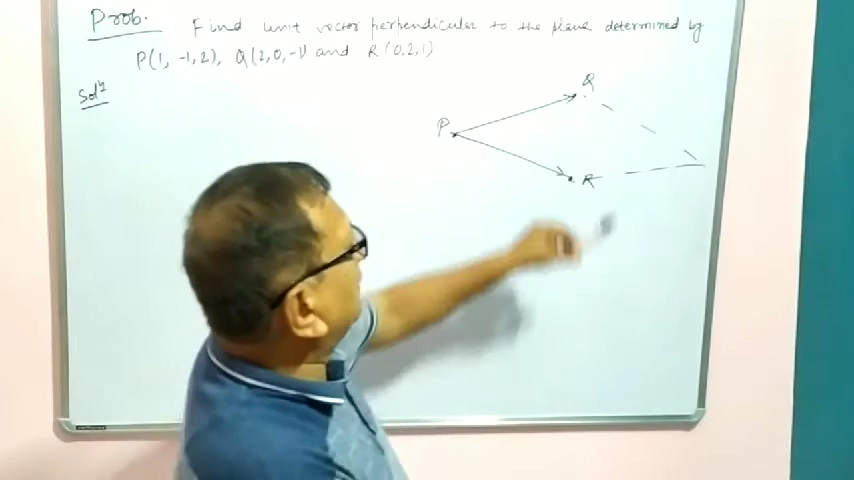 Prob. Find unit vector perpendicular to the plane determined by
P(1, -1, 2), Q(2, 0, -1) and R(0, 2, 1)
Solⁿ
Q
P
R